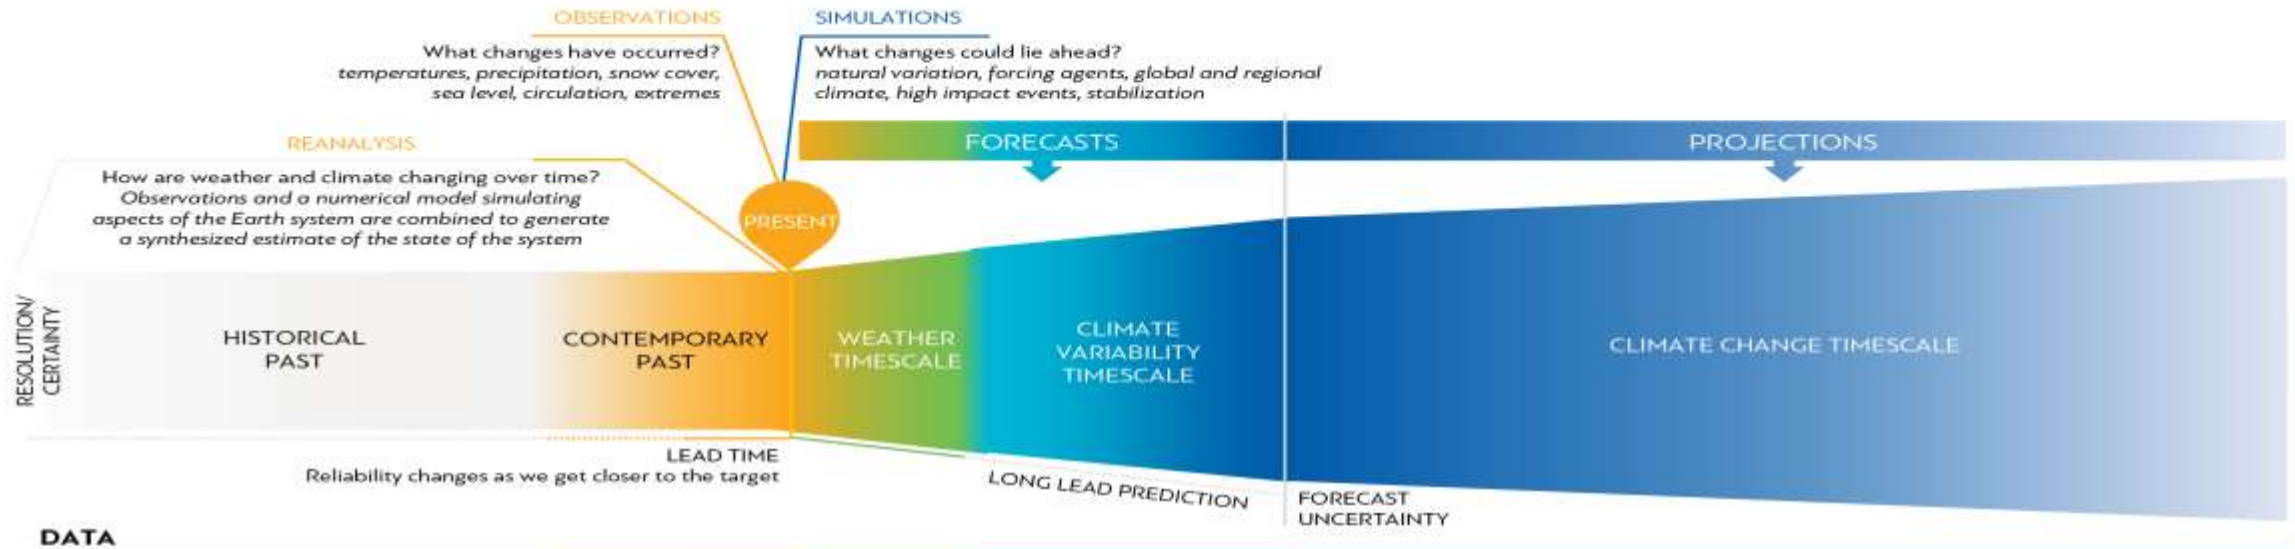 OBSERVATIONS
What changes have occurred?
temperatures, precipitation, snow cover,
sea level, circulation, extremes
SIMULATIONS
What changes could lie ahead?
natural variation, forcing agents, global and regional
climate, high impact events, stabilization
REANALYSIS
How are weather and climate changing over time?
Observations and a numerical model simulating
aspects of the Earth system are combined to generate
a synthesized estimate of the state of the system
FORECASTS
PROJECTIONS
PRESENT
RESOLUTION/
CERTAINTY
HISTORICAL
PAST
CONTEMPORARY
PAST
WEATHER
TIMESCALE
CLIMATE
VARIABILITY
TIMESCALE
CLIMATE CHANGE TIMESCALE
LEAD TIME
Reliability changes as we get closer to the target
LONG LEAD PREDICTION
FORECAST
UNCERTAINTY
DATA